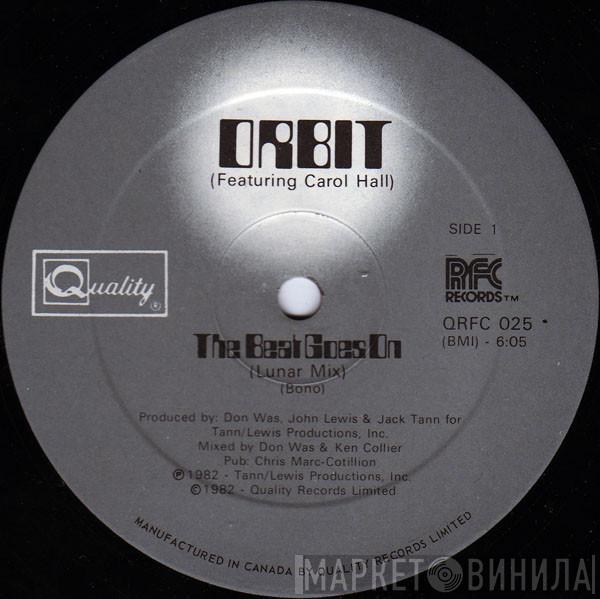 ORBIT
(Featuring Carol Hall)
SIDE 1
Quality®
RFC
RECORDS™
QRFC 025
(BMI) - 6:05
The Beat Goes On
(Lunar Mix)
(Bono)
Produced by: Don Was, John Lewis & Jack Tann for
Tann/Lewis Productions, Inc.
Mixed by Don Was & Ken Collier
Pub: Chris Marc-Cotillion
℗1982 - Tann/Lewis Productions, Inc.
©1982 - Quality Records Limited
MANUFACTURED IN CANADA BY QUALITY RECORDS LIMITED
МАРКЕТ ВИНИЛА